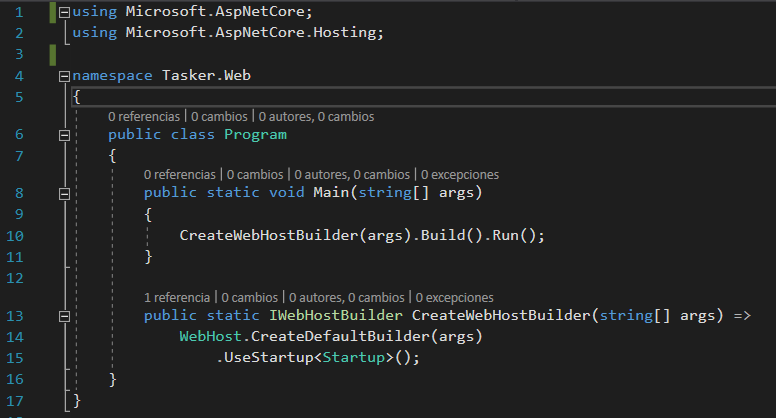 1 using Microsoft.AspNetCore;
2 using Microsoft.AspNetCore.Hosting;
3
4 namespace Tasker.Web
5 {
0 referencias | 0 cambios | 0 autores, 0 cambios
6 public class Program
7 {
0 referencias | 0 cambios | 0 autores, 0 cambios | 0 excepciones
8 public static void Main(string[] args)
9 {
10 CreateWebHostBuilder(args).Build().Run();
11 }
12
1 referencia | 0 cambios | 0 autores, 0 cambios | 0 excepciones
13 public static IWebHostBuilder CreateWebHostBuilder(string[] args) =>
14 WebHost.CreateDefaultBuilder(args)
15 .UseStartup<Startup>();
16 }
17 }